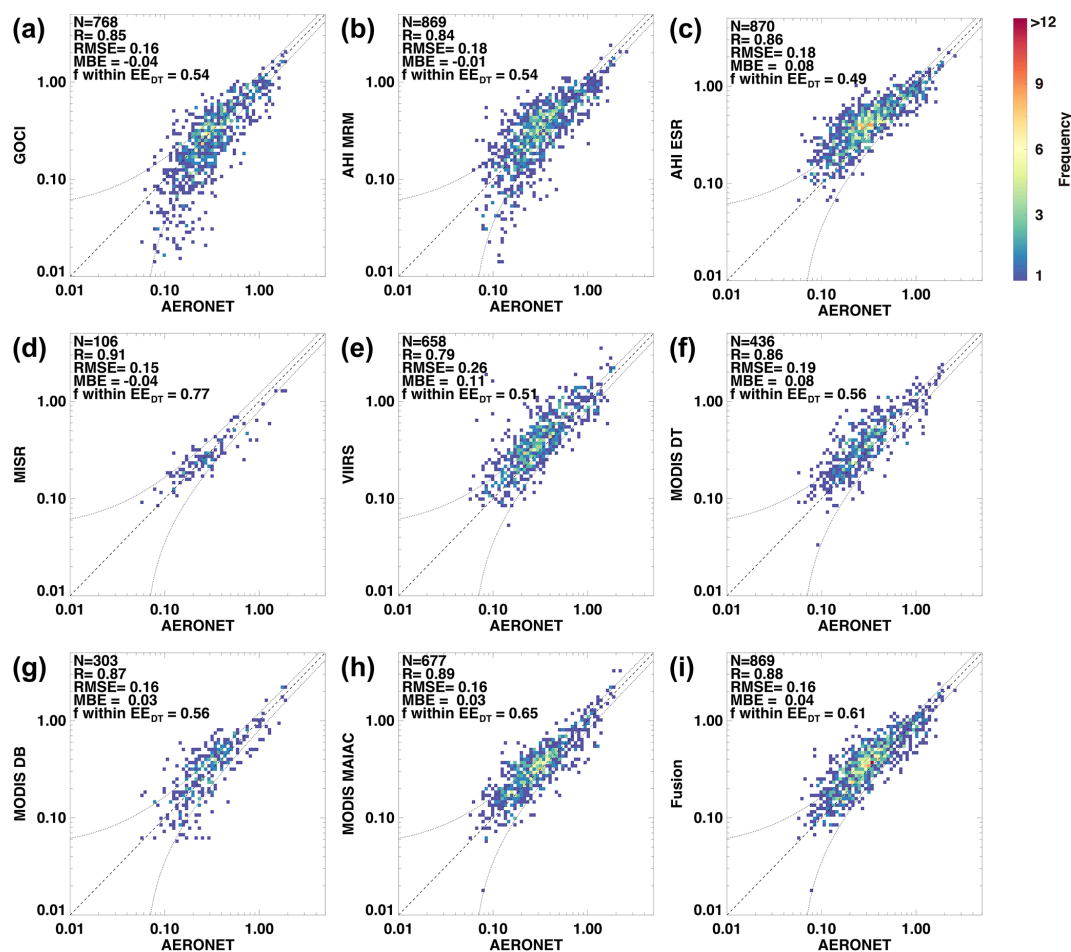 (a)
N=768
R= 0.85
RMSE= 0.16
MBE = -0.04
f within EE_DT = 0.54
1.00
0.10
0.01
GOCI
0.01 0.10 1.00
AERONET
(b)
N=869
R= 0.84
RMSE= 0.18
MBE = -0.01
f within EE_DT = 0.54
1.00
0.10
0.01
AHI MRM
0.01 0.10 1.00
AERONET
(c)
N=870
R= 0.86
RMSE= 0.18
MBE = 0.08
f within EE_DT = 0.49
1.00
0.10
0.01
AHI ESR
0.01 0.10 1.00
AERONET
>12
9
6
3
1
Frequency
(d)
N=106
R= 0.91
RMSE= 0.15
MBE = -0.04
f within EE_DT = 0.77
1.00
0.10
0.01
MISR
0.01 0.10 1.00
AERONET
(e)
N=658
R= 0.79
RMSE= 0.26
MBE = 0.11
f within EE_DT = 0.51
1.00
0.10
0.01
VIIRS
0.01 0.10 1.00
AERONET
(f)
N=436
R= 0.86
RMSE= 0.19
MBE = 0.08
f within EE_DT = 0.56
1.00
0.10
0.01
MODIS DT
0.01 0.10 1.00
AERONET
(g)
N=303
R= 0.87
RMSE= 0.16
MBE = 0.03
f within EE_DT = 0.56
1.00
0.10
0.01
MODIS DB
0.01 0.10 1.00
AERONET
(h)
N=677
R= 0.89
RMSE= 0.16
MBE = 0.03
f within EE_DT = 0.65
1.00
0.10
0.01
MODIS MAIAC
0.01 0.10 1.00
AERONET
(i)
N=869
R= 0.88
RMSE= 0.16
MBE = 0.04
f within EE_DT = 0.61
1.00
0.10
0.01
Fusion
0.01 0.10 1.00
AERONET